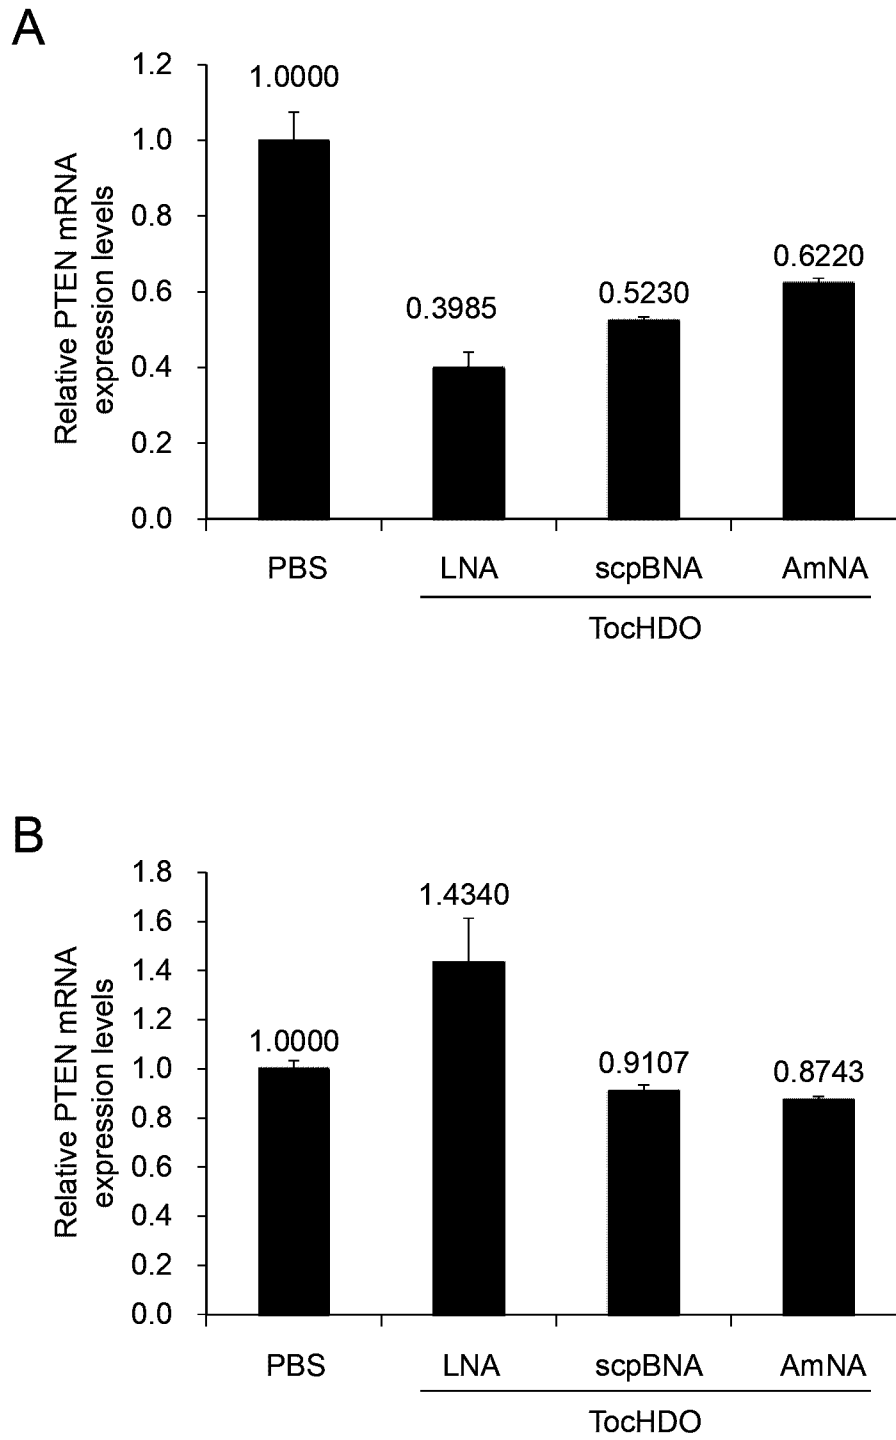 A
Relative PTEN mRNA
expression levels
1.2
1.0
0.8
0.6
0.4
0.2
0.0
1.0000
0.3985
0.5230
0.6220
PBS
LNA
scpBNA
AmNA
TocHDO
B
Relative PTEN mRNA
expression levels
1.8
1.6
1.4
1.2
1.0
0.8
0.6
0.4
0.2
0.0
1.0000
1.4340
0.9107
0.8743
PBS
LNA
scpBNA
AmNA
TocHDO